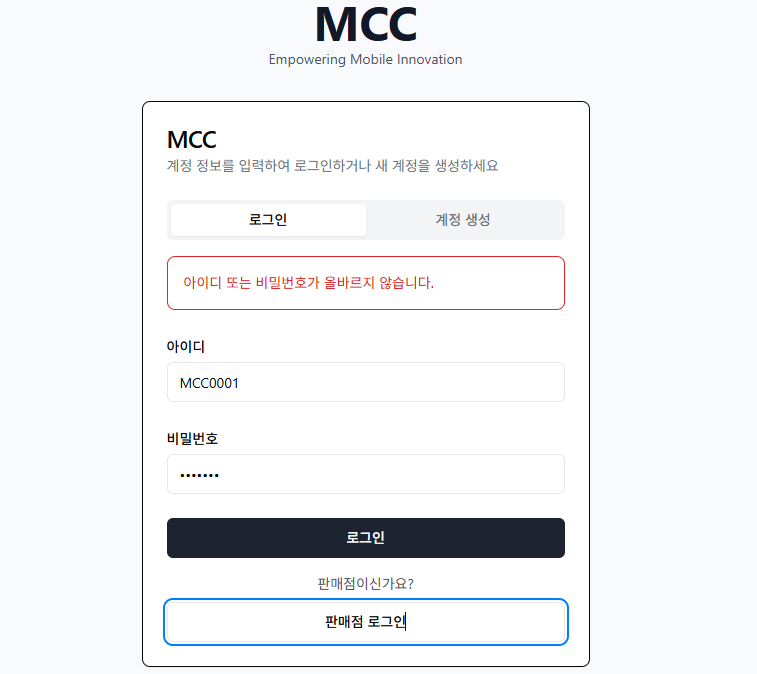 MCC
Empowering Mobile Innovation
MCC
계정 정보를 입력하여 로그인하거나 새 계정을 생성하세요
로그인 계정 생성
아이디 또는 비밀번호가 올바르지 않습니다.
아이디
MCC0001
비밀번호
•••••••
로그인
판매점이신가요?
판매점 로그인